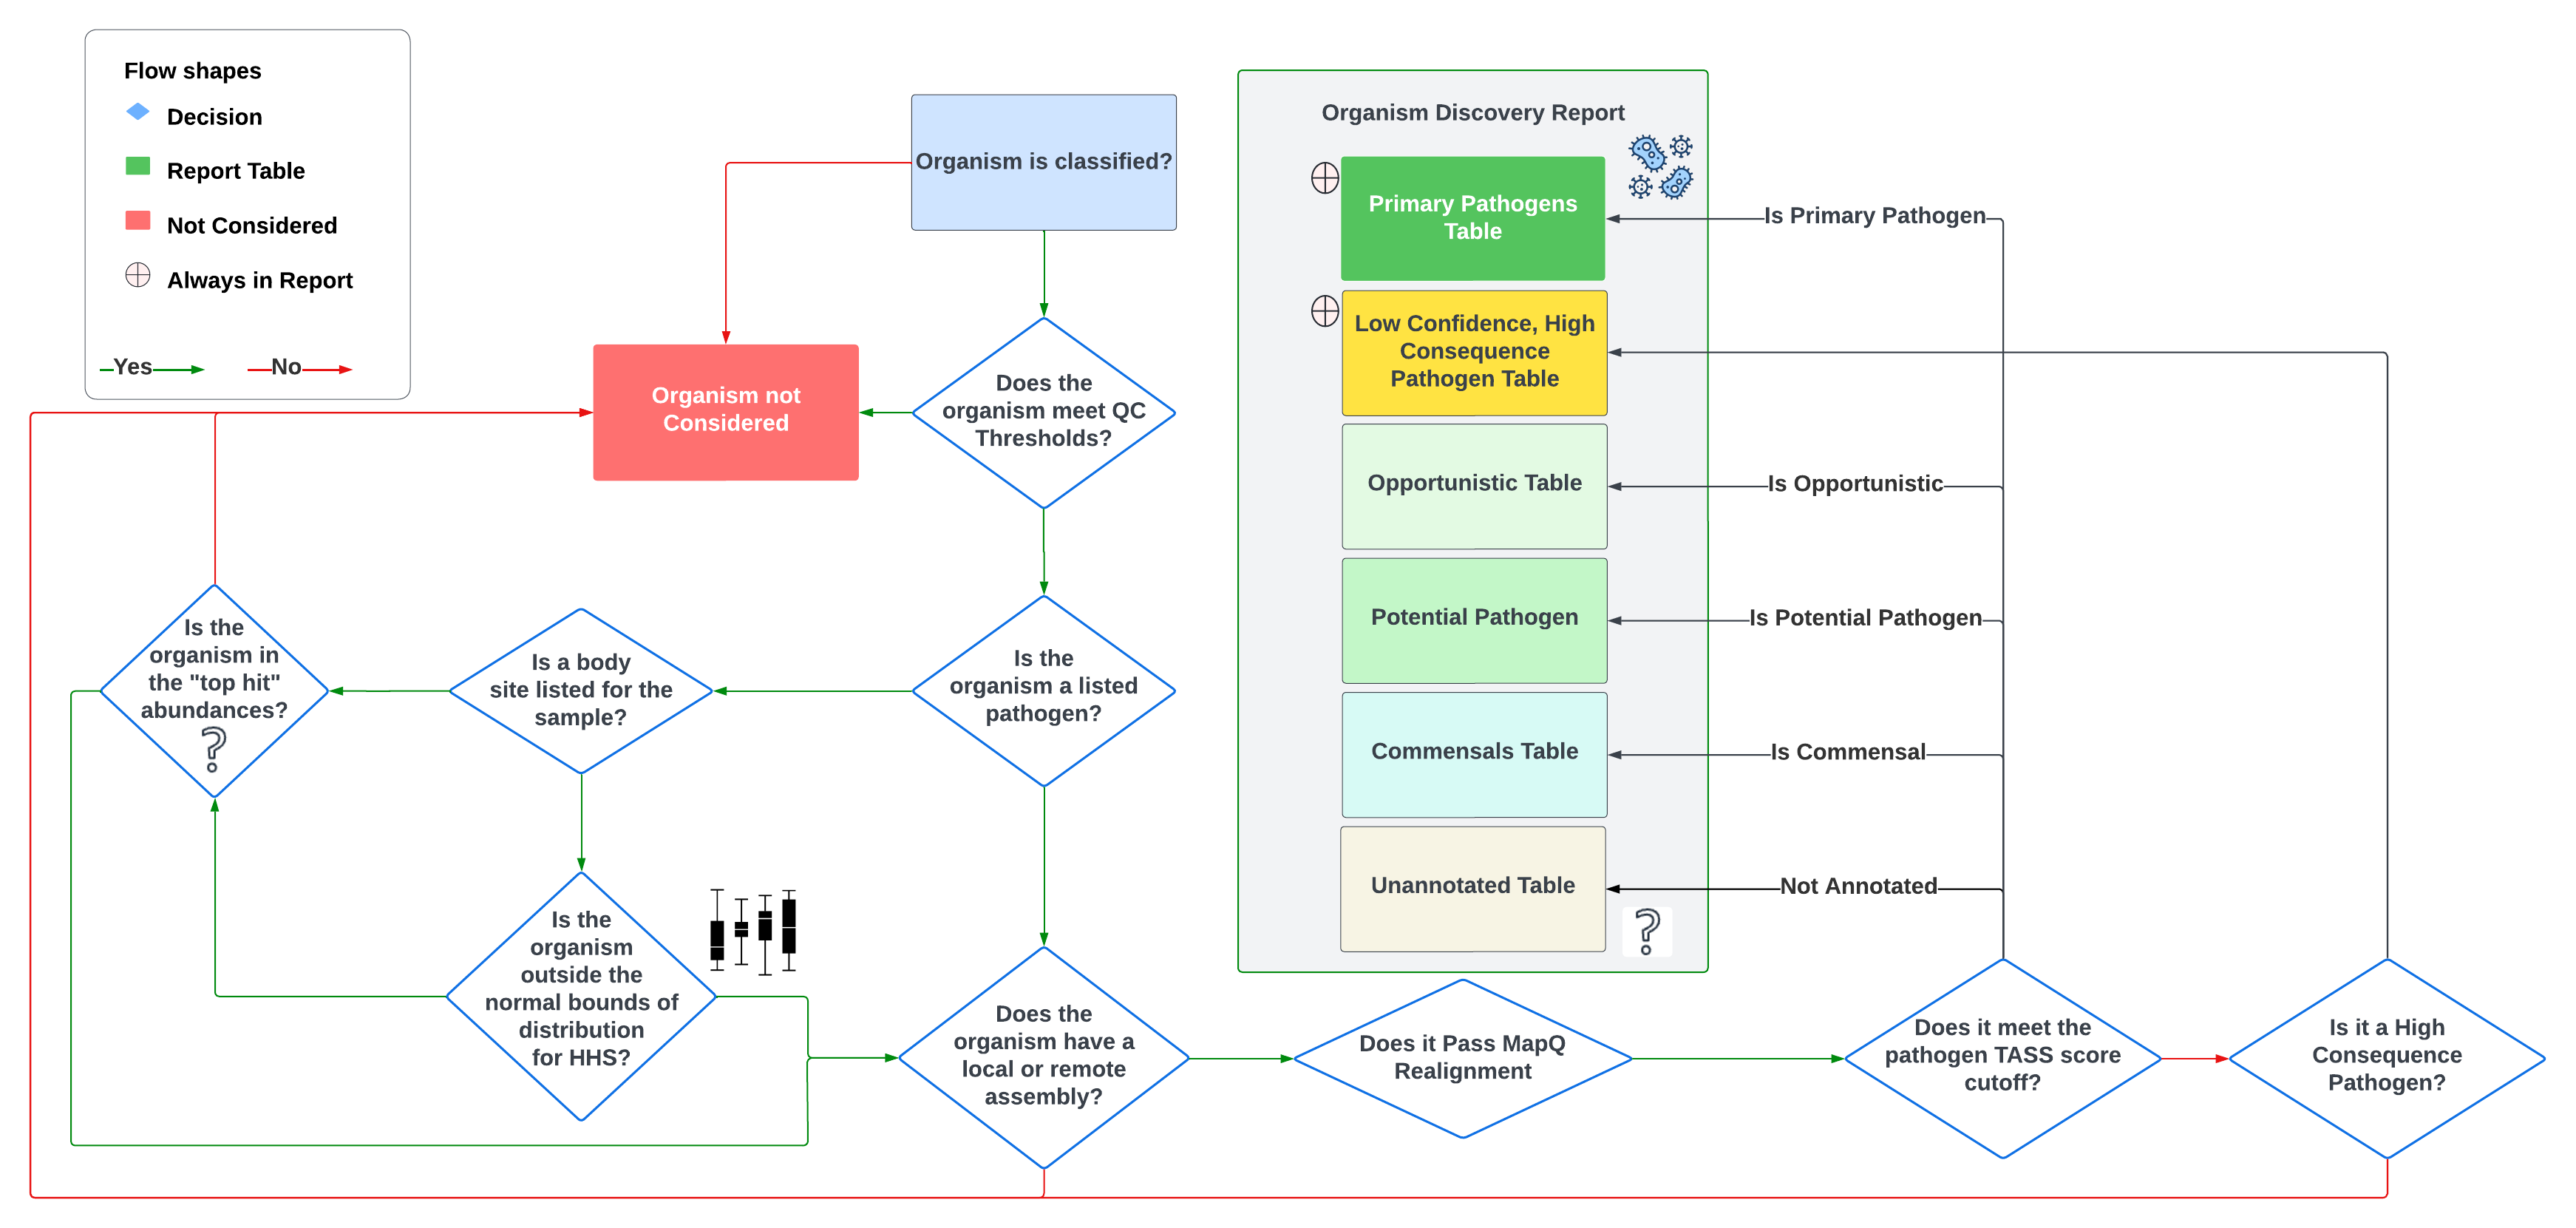 Flow shapes
Decision
Report Table
Not Considered
Always in Report
Yes
No
Organism is classified?
Organism not
Considered
Does the
organism meet QC
Thresholds?
Is the
organism in
the "top hit"
abundances?
?
Is a body
site listed for the
sample?
Is the
organism a listed
pathogen?
Is the
organism
outside the
normal bounds of
distribution
for HHS?
Does the
organism have a
local or remote
assembly?
Does it Pass MapQ
Realignment
Does it meet the
pathogen TASS score
cutoff?
Is it a High
Consequence
Pathogen?
Organism Discovery Report
Primary Pathogens
Table
Is Primary Pathogen
Low Confidence, High
Consequence
Pathogen Table
Opportunistic Table
Is Opportunistic
Potential Pathogen
Is Potential Pathogen
Commensals Table
Is Commensal
Unannotated Table
Not Annotated
?